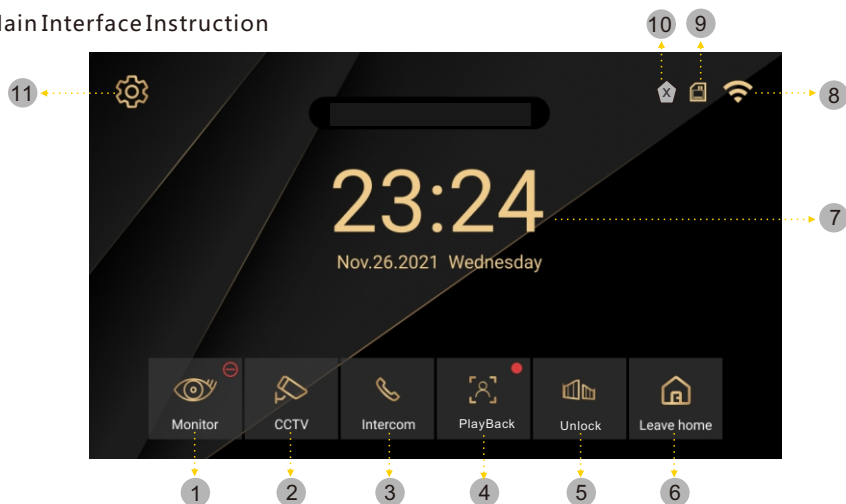 ain Interface Instruction
10 9
11
X
8
23:24
7
Nov.26.2021 Wednesday
Monitor CCTV Intercom PlayBack Unlock Leave home
1 2 3 4 5 6